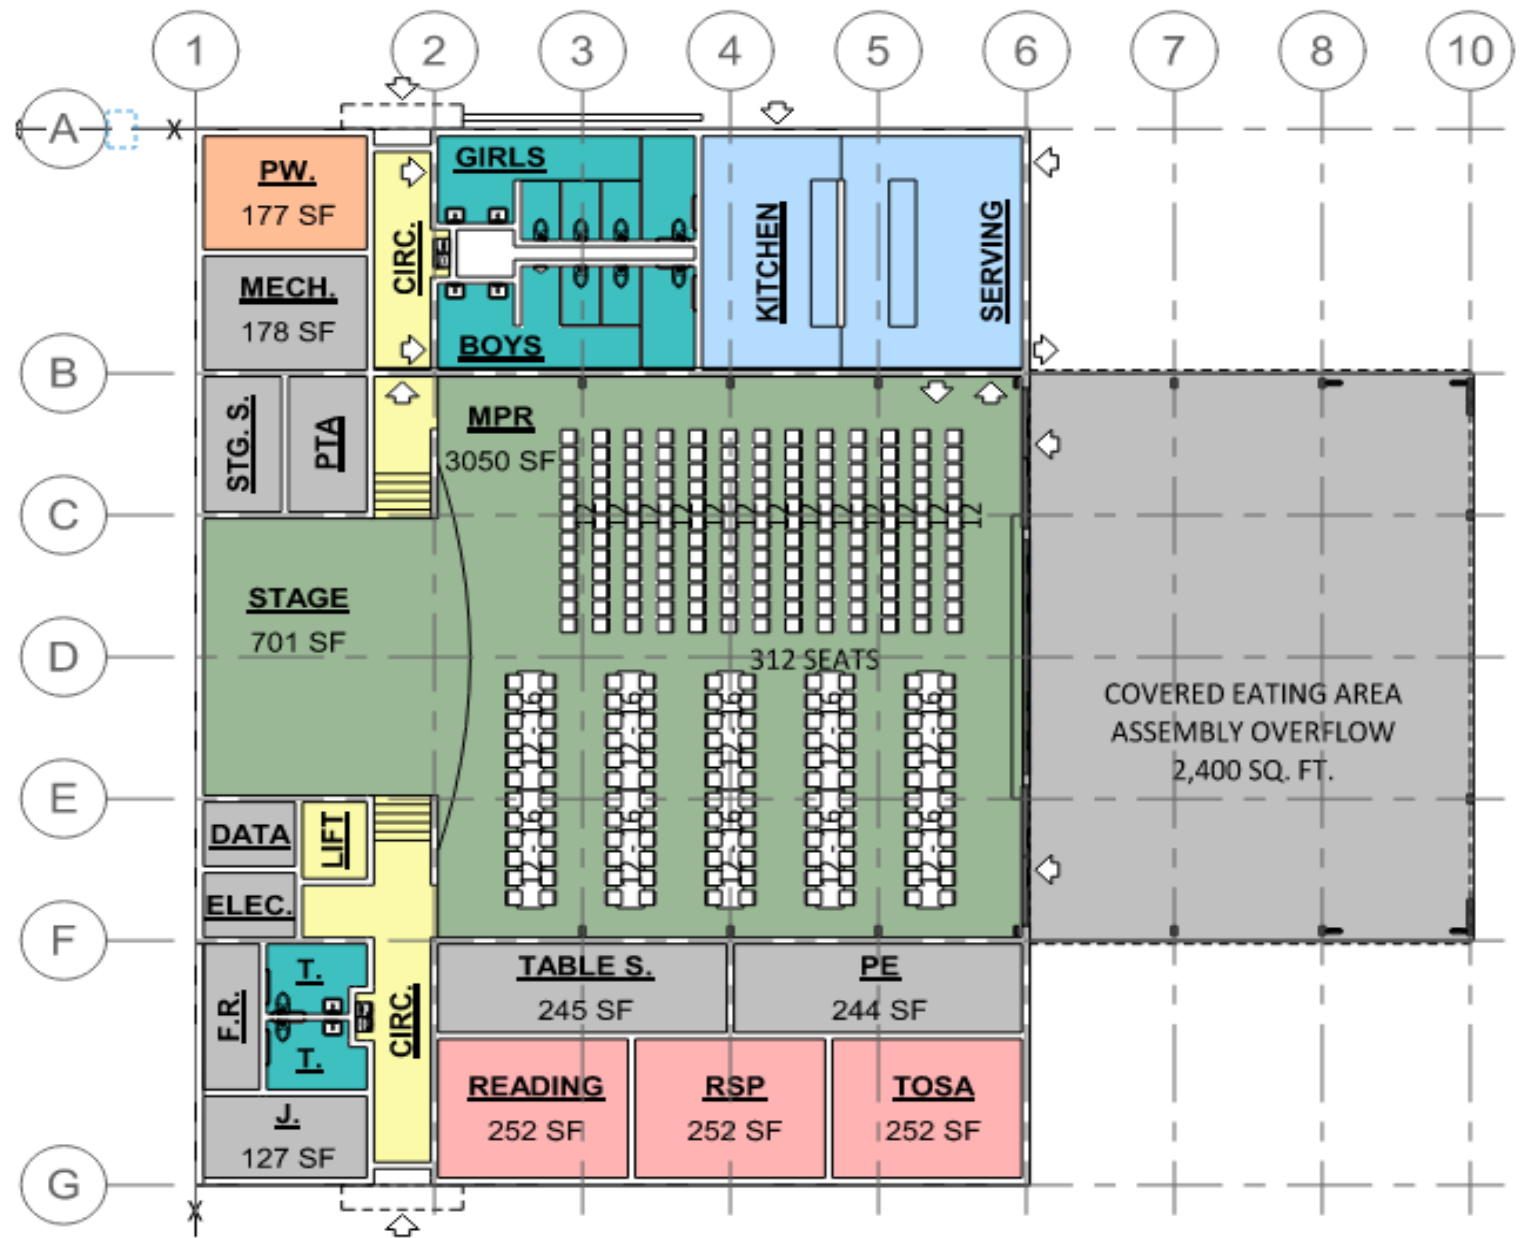 1 2 3 4 5 6 7 8 10
A
B
C
D
E
F
G
PW.
177 SF
MECH.
178 SF
CIRC.
GIRLS
BOYS
KITCHEN
SERVING
STG. S.
PTA
MPR
3050 SF
12
STAGE
701 SF
312 SEATS
COVERED EATING AREA
ASSEMBLY OVERFLOW
2,400 SQ. FT.
DATA
LIFT
ELEC.
F.R.
T.
T.
CIRC.
J.
127 SF
TABLE S.
245 SF
PE
244 SF
READING
252 SF
RSP
252 SF
TOSA
252 SF